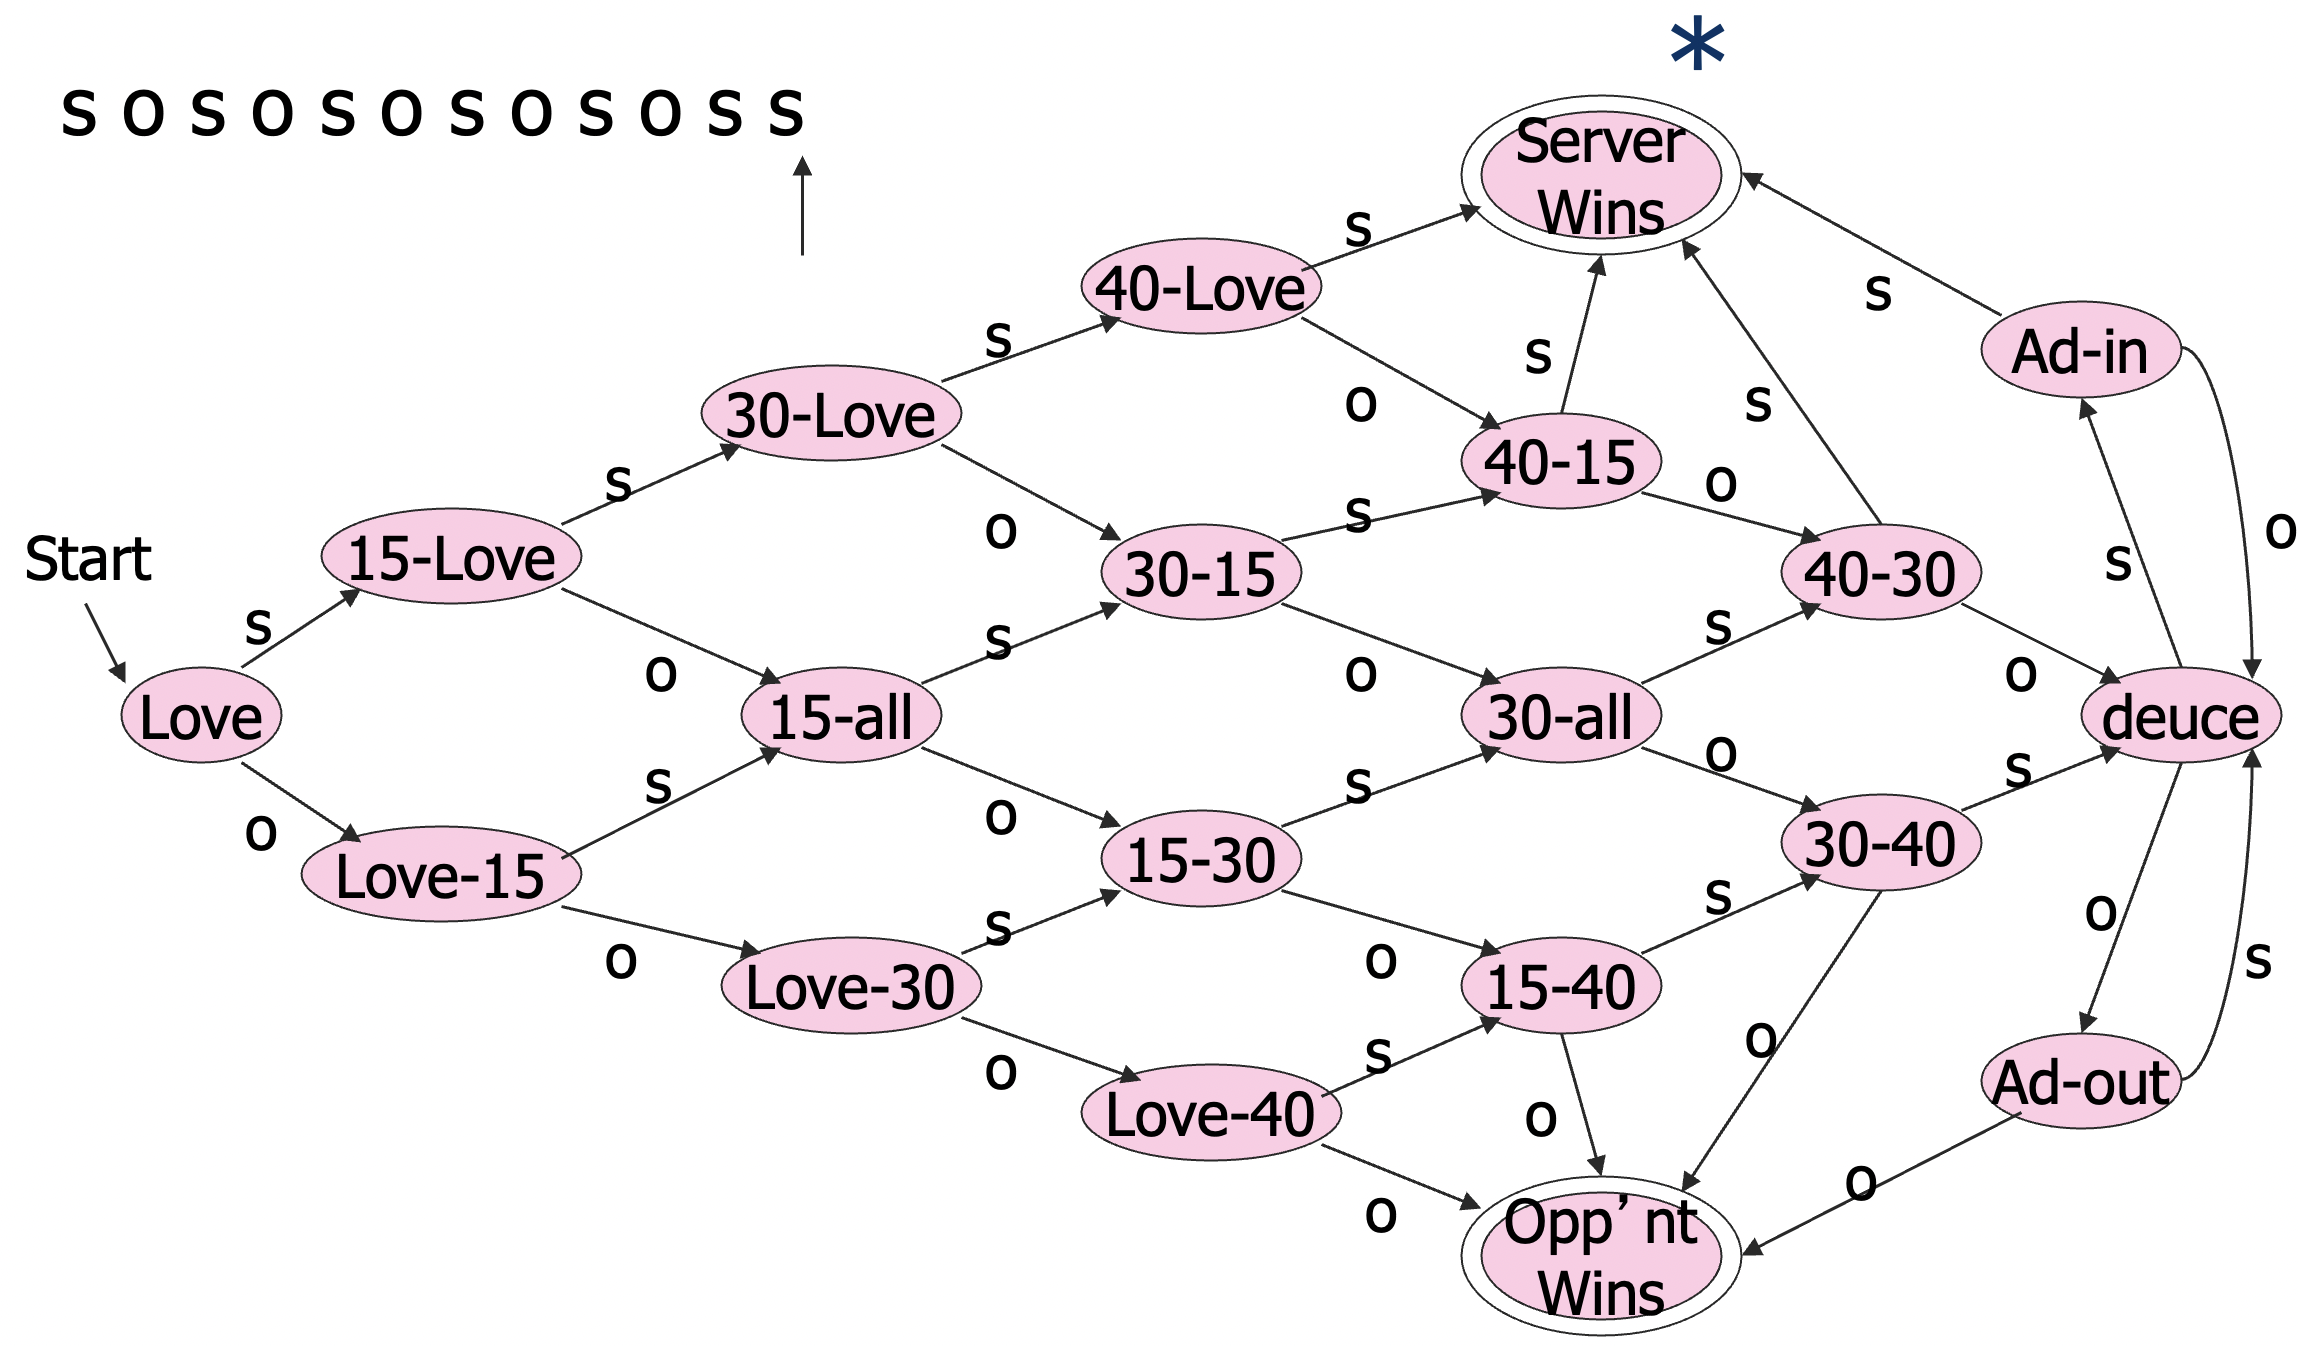 *
s o s o s o s o s o s s
Server
Wins
s
40-Love
s
s
Ad-in
s
s
o
s
30-Love
40-15
s
o
s
o
o
Start
15-Love
30-15
40-30
s
s
s
s
o
o
o
Love
15-all
30-all
deuce
s
s
o
s
o
o
Love-15
15-30
30-40
s
o
s
o
o
s
Love-30
15-40
s
o
o
Love-40
o
Ad-out
o
o
Opp’nt
Wins